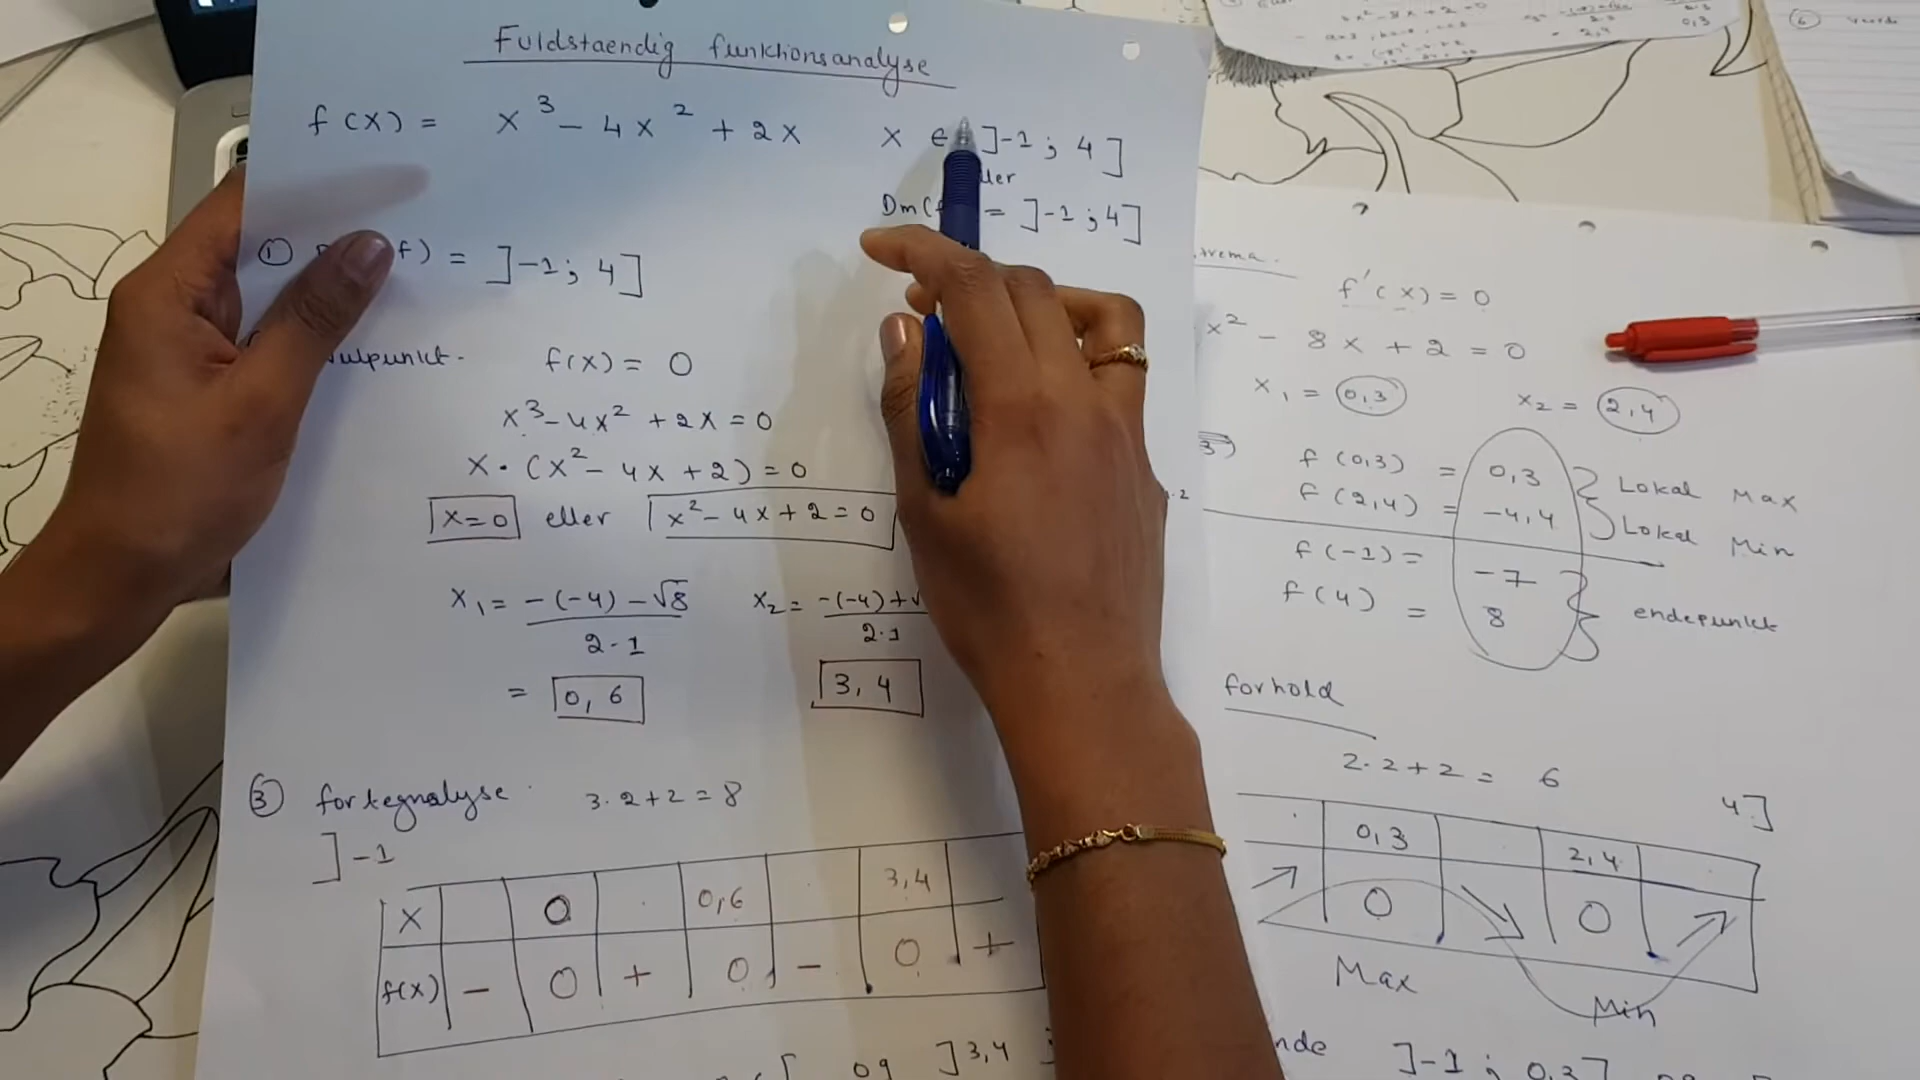 Fuldstaendig funktionsanalyse
f(x) = x³ - 4x² + 2x   x ∈ ]-1 ; 4]
Dm(f = ]-1 ; 4]
① f) = ]-1 ; 4]
f(x) = 0
x³ - 4x² + 2x = 0
x · (x² - 4x + 2) = 0
x=0 eller x² - 4x + 2 = 0
x₁ = -(-4) - √8 / 2·1   x₂ = -(-4) + √ / 2·1
= 0,6   3,4
③ fortegnalyse   3·2+2 = 8
]-1
x 0 0,6 3,4
f(x) - 0 + 0 - 0 +
og ]3,4
f'(x) = 0
x² - 8x + 2 = 0
x₁ = 0,3   x₂ = 2,4
f(0,3) = 0,3 Lokal Max
f(2,4) = -4,4 Lokal Min
f(-1) = -7
f(4) = 8 endepunkt
forhold
2·2+2 = 6
4]
0,3 2,4
0 0
Max Min
]-1 ; 0,3]